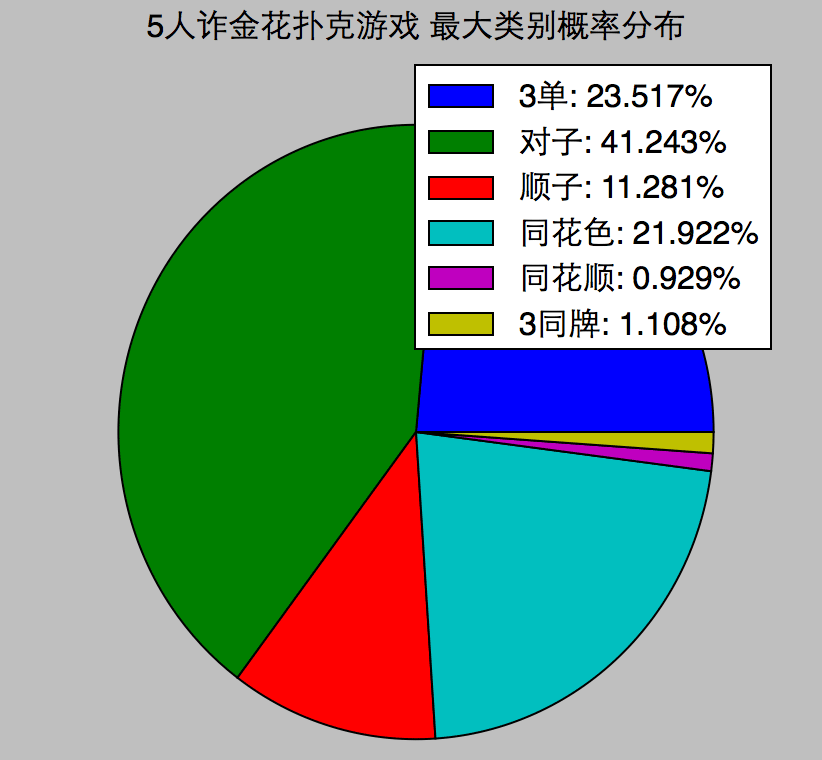 5人诈金花扑克游戏 最大类别概率分布
3单: 23.517%
对子: 41.243%
顺子: 11.281%
同花色: 21.922%
同花顺: 0.929%
3同牌: 1.108%